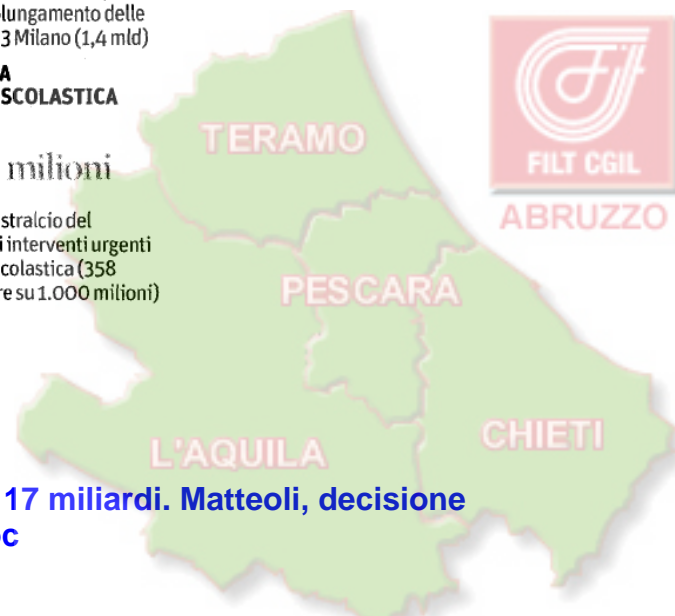 lungamento delle
3 Milano (1,4 mld)
A
SCOLASTICA
milioni
stralcio del
i interventi urgenti
colastica (358
e su 1.000 milioni)
TERAMO
PESCARA
L'AQUILA
CHIETI
FILT CGIL
ABRUZZO
17 miliardi. Matteoli, decisione
c